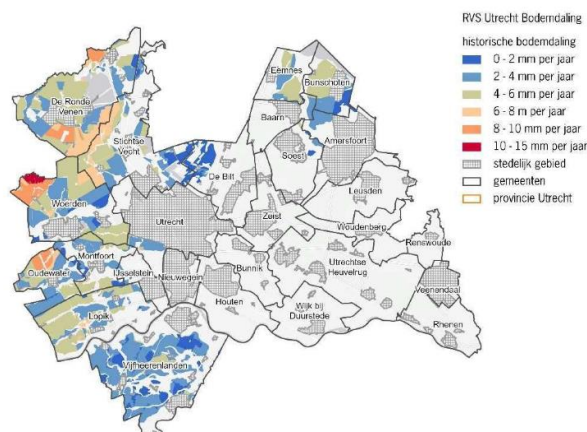 RVS Utrecht Bodemdaling
historische bodemdaling
0 - 2 mm per jaar
2 - 4 mm per jaar
4 - 6 mm per jaar
6 - 8 m per jaar
8 - 10 mm per jaar
10 - 15 mm per jaar
stedelijk gebied
gemeenten
provincie Utrecht
Eemnes
Bunschoten
De Ronde
Venen
Baarn
Stichtse
Vecht
Amersfoort
Soest
De Bilt
Leusden
Woerden
Utrecht
Zeist
Woudenberg
Renswoude
Montfoort
Oudewater
IJsselstein
Nieuwegein
Bunnik
Utrechtse
Heuvelrug
Veenendaal
Houten
Wijk bij
Duurstede
Lopik
Rhenen
Vijfheerenlanden